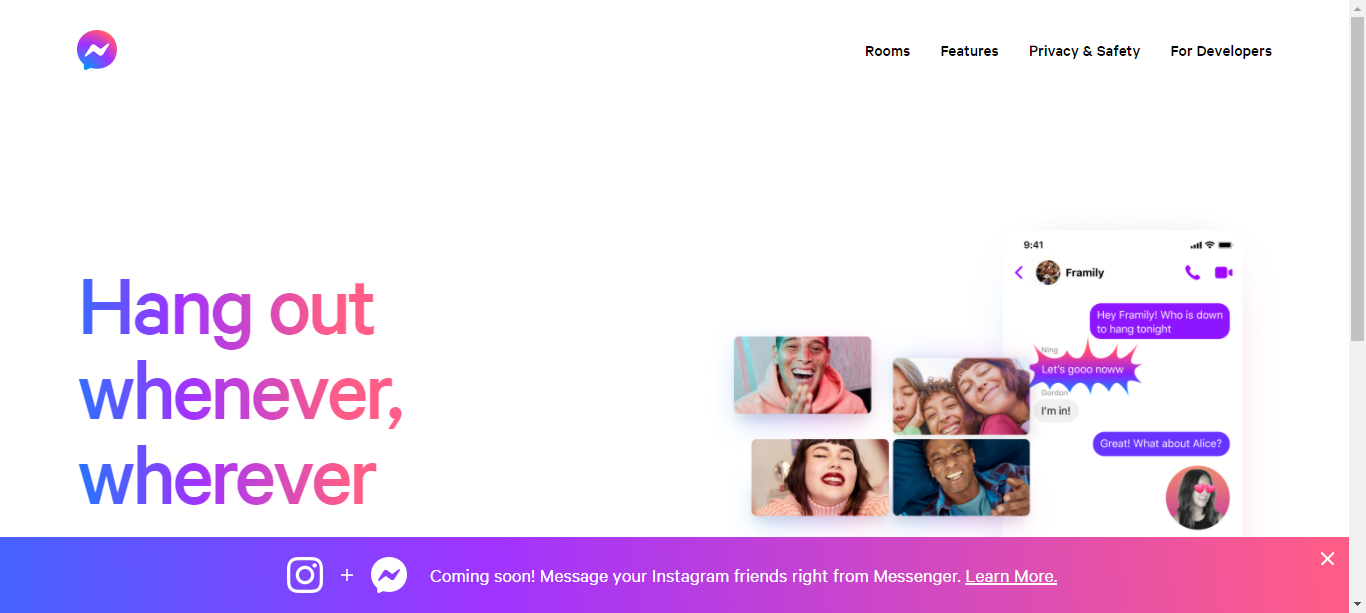 Rooms
Features
Privacy & Safety
For Developers
Hang out
whenever,
wherever
9:41
Framily
Hey Framily! Who is down
to hang tonight
Ning
Let's gooo noww
Gordon
I'm in!
Great! What about Alice?
+
Coming soon! Message your Instagram friends right from Messenger. Learn More.